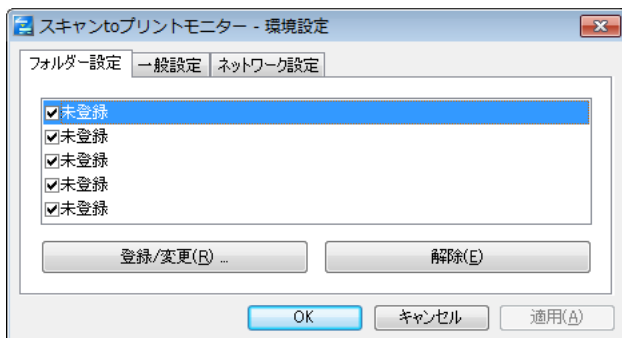 スキャンtoプリントモニター - 環境設定
フォルダー設定 一般設定 ネットワーク設定
未登録
未登録
未登録
未登録
未登録
登録/変更(R) ... 解除(E)
OK キャンセル 適用(A)